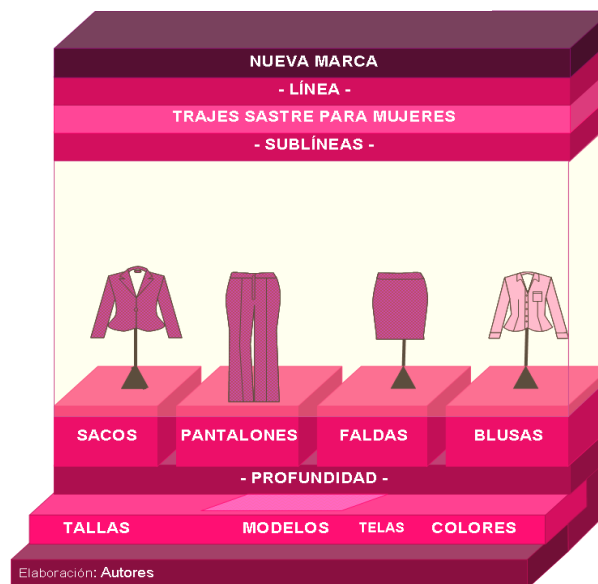 NUEVA MARCA
- LÍNEA -
TRAJES SASTRE PARA MUJERES
- SUBLÍNEAS -
SACOS PANTALONES FALDAS BLUSAS
- PROFUNDIDAD -
TALLAS MODELOS TELAS COLORES
Elaboración: Autores